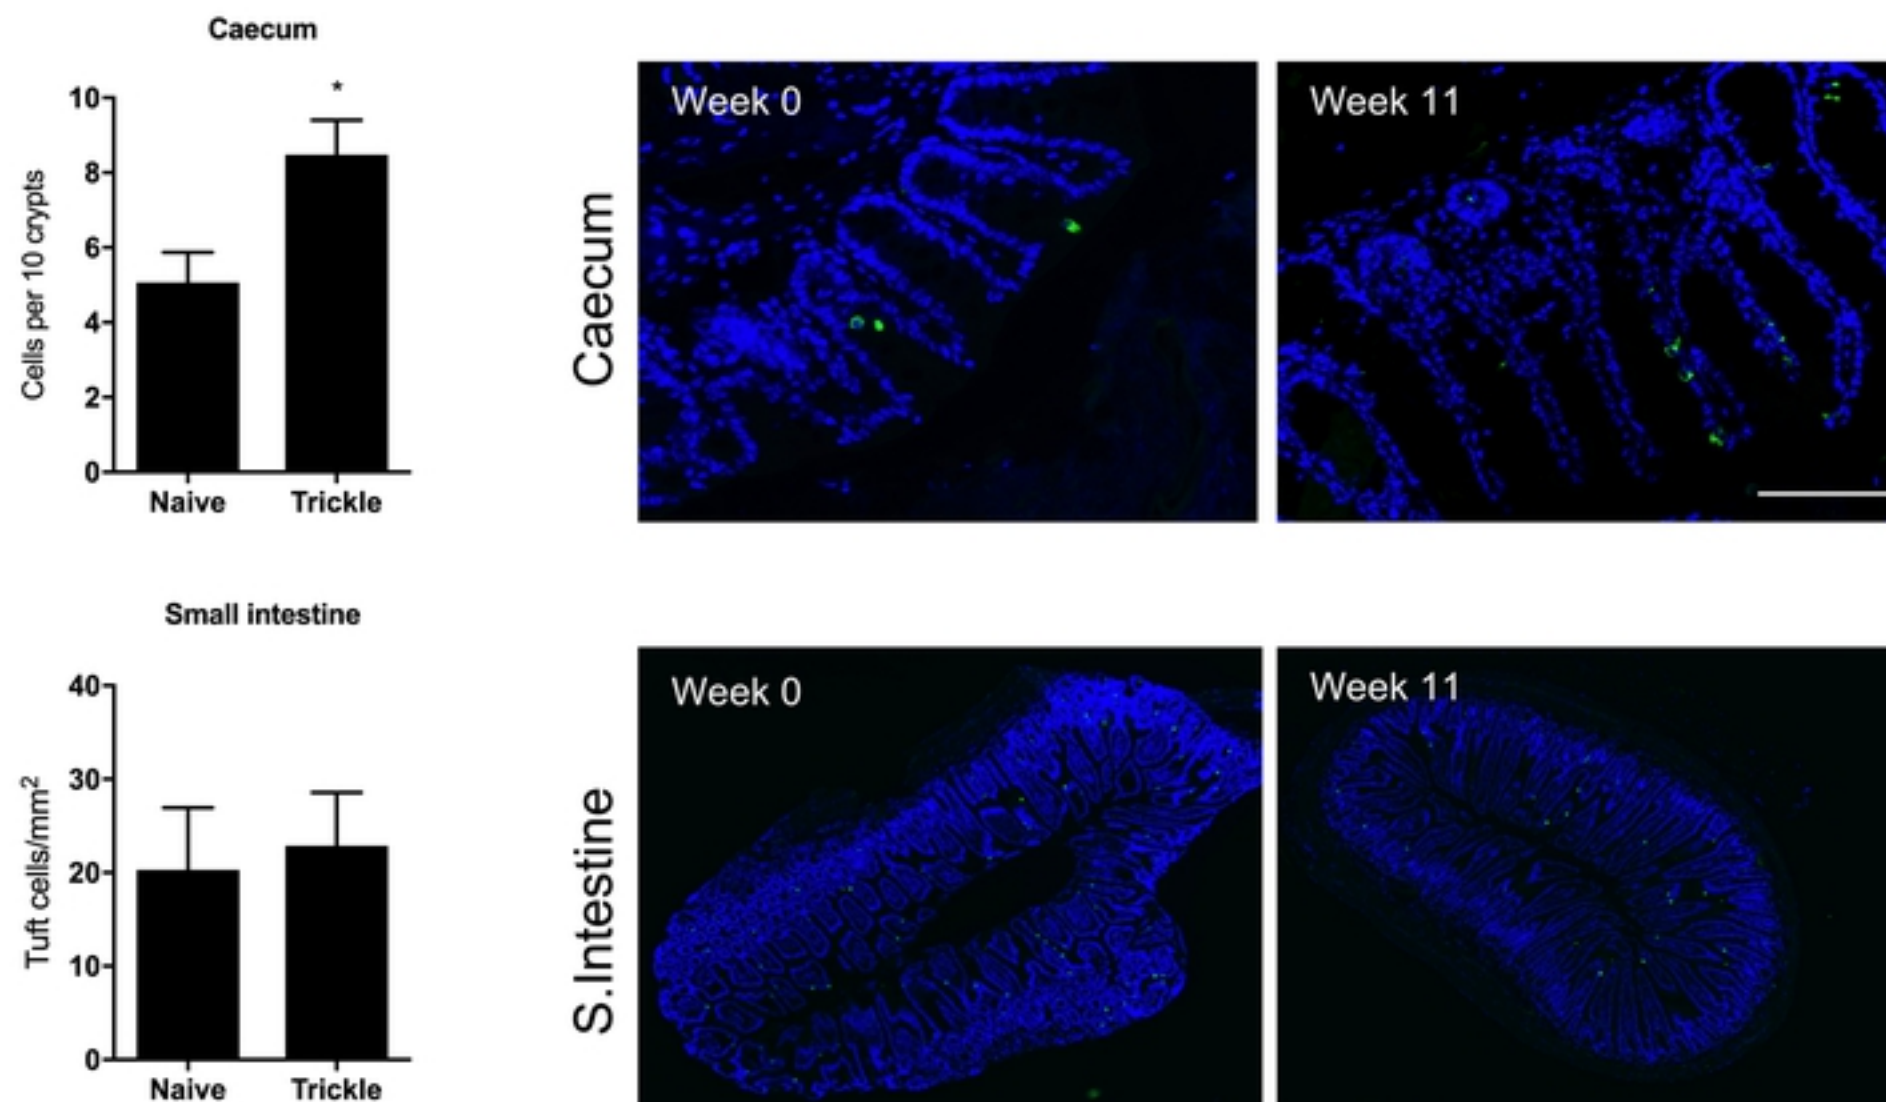 Caecum
*
Cells per 10 crypts
10
8
6
4
2
0
Naive Trickle
Caecum
Week 0
Week 11
Small intestine
Tuft cells/mm²
40
30
20
10
0
Naive Trickle
S.Intestine
Week 0
Week 11